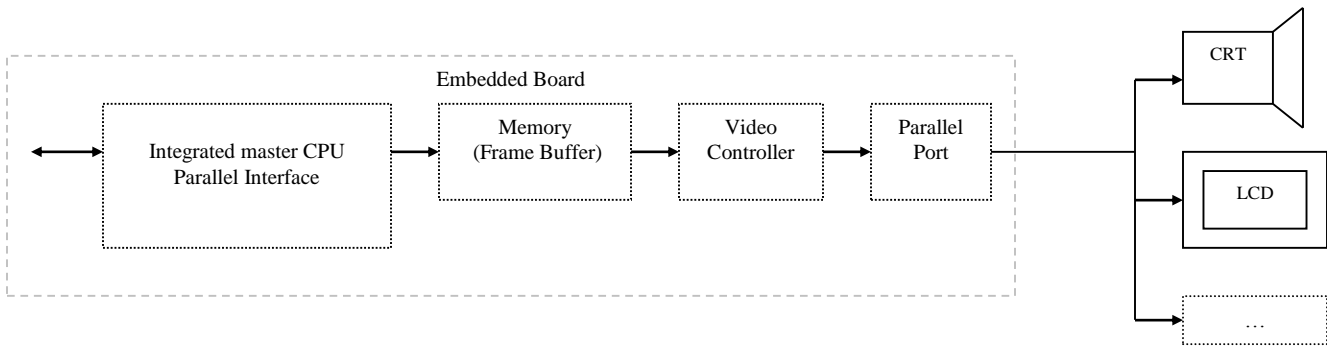 Embedded Board
Integrated master CPU
Parallel Interface
Memory
(Frame Buffer)
Video
Controller
Parallel
Port
CRT
LCD
…